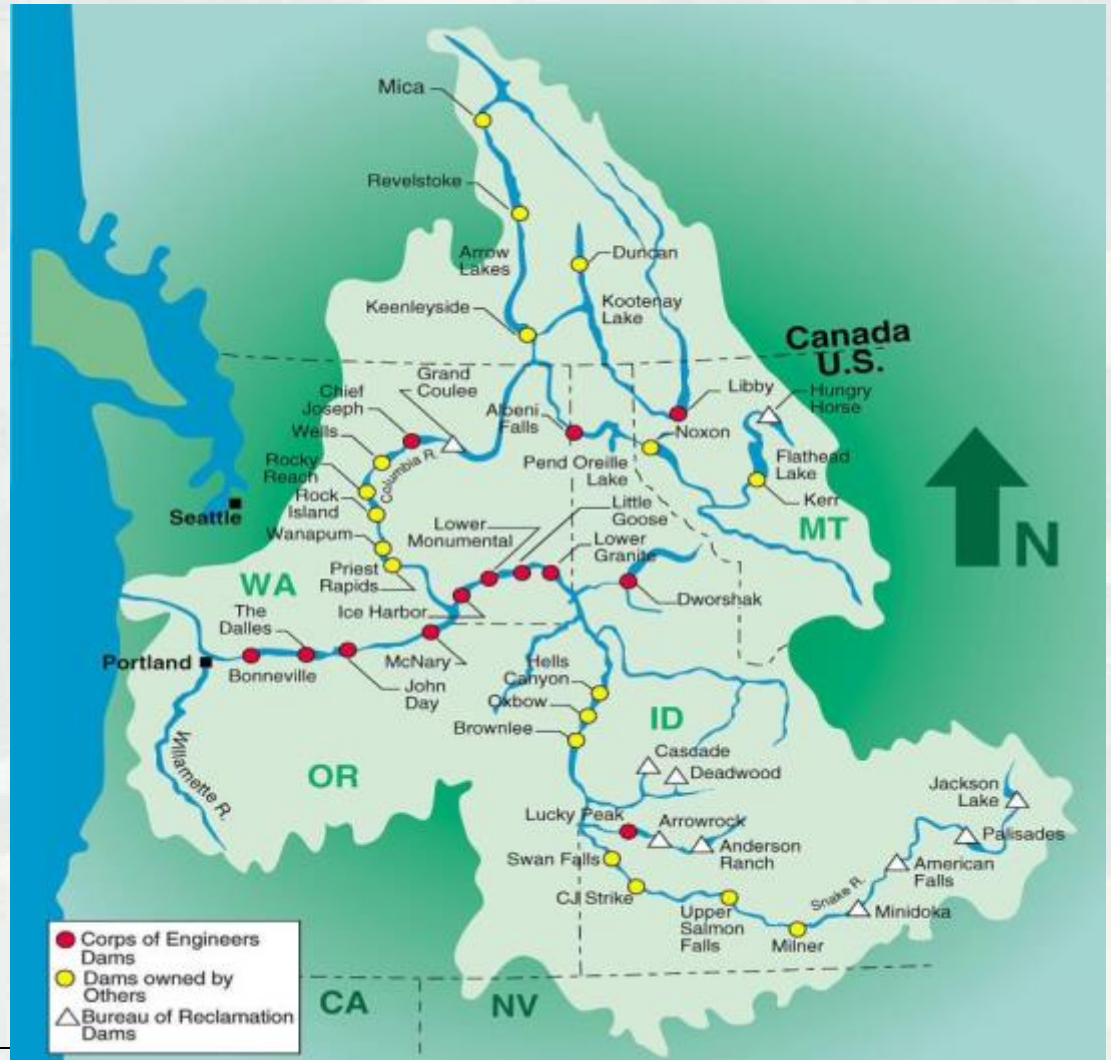 Mica
Revelstoke
Arrow
Lakes
Duncan
Keenleyside
Kootenay
Lake
Canada
U.S.
Grand
Coulee
Chief
Joseph
Albeni
Falls
Libby
Hungry
Horse
Wells
Noxon
Columbia R.
Rocky
Reach
Pend Oreille
Lake
Flathead
Lake
Kerr
Rock
Island
Seattle
Little
Goose
Lower
Monumental
Wanapum
Lower
Granite
MT
N
Priest
Rapids
WA
Ice Harbor
Dworshak
The
Dalles
Portland
Bonneville
McNary
John
Day
Hells
Canyon
Oxbow
Brownlee
ID
Willamette R.
OR
Cascade
Deadwood
Jackson
Lake
Lucky Peak
Arrowrock
Anderson
Ranch
Palisades
Swan Falls
American
Falls
CJ Strike
Snake R.
Upper
Salmon
Falls
Milner
Minidoka
Corps of Engineers
Dams
Dams owned by
Others
Bureau of Reclamation
Dams
CA
NV